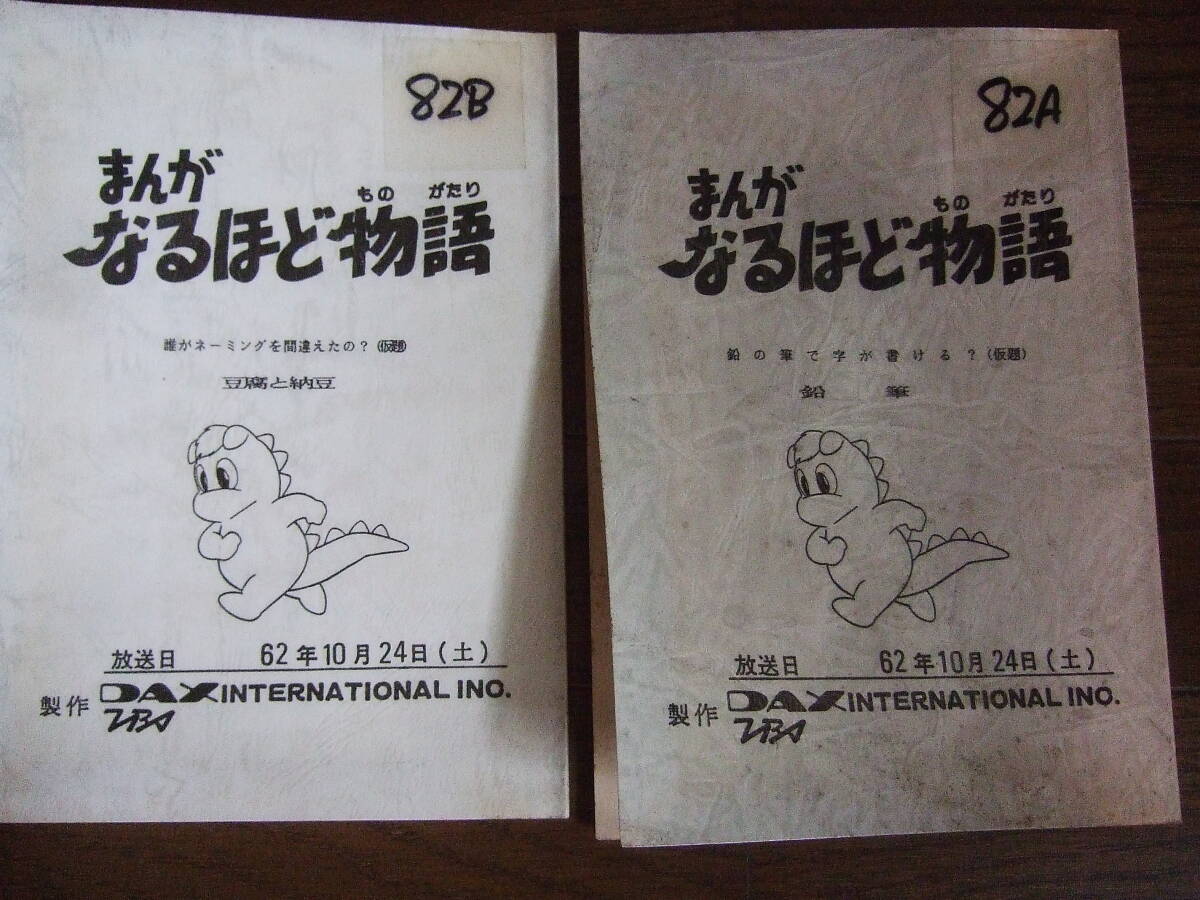 82B
まんが
もの がたり
なるほど物語
誰がネーミングを間違えたの?(仮題)
豆腐と納豆
放送日 62年10月24日(土)
製作 DAX INTERNATIONAL INC.
82A
まんが
もの がたり
なるほど物語
鉛の筆で字が書ける?(仮題)
鉛 筆
放送日 62年10月24日(土)
製作 DAX INTERNATIONAL INC.